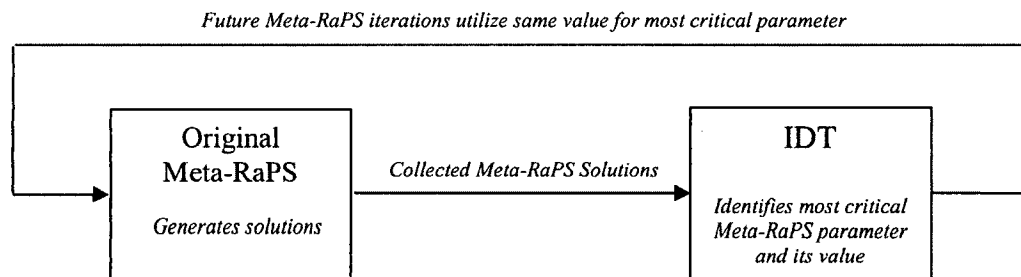 Future Meta-RaPS iterations utilize same value for most critical parameter
Original
Meta-RaPS
Generates solutions
Collected Meta-RaPS Solutions
IDT
Identifies most critical
Meta-RaPS parameter
and its value